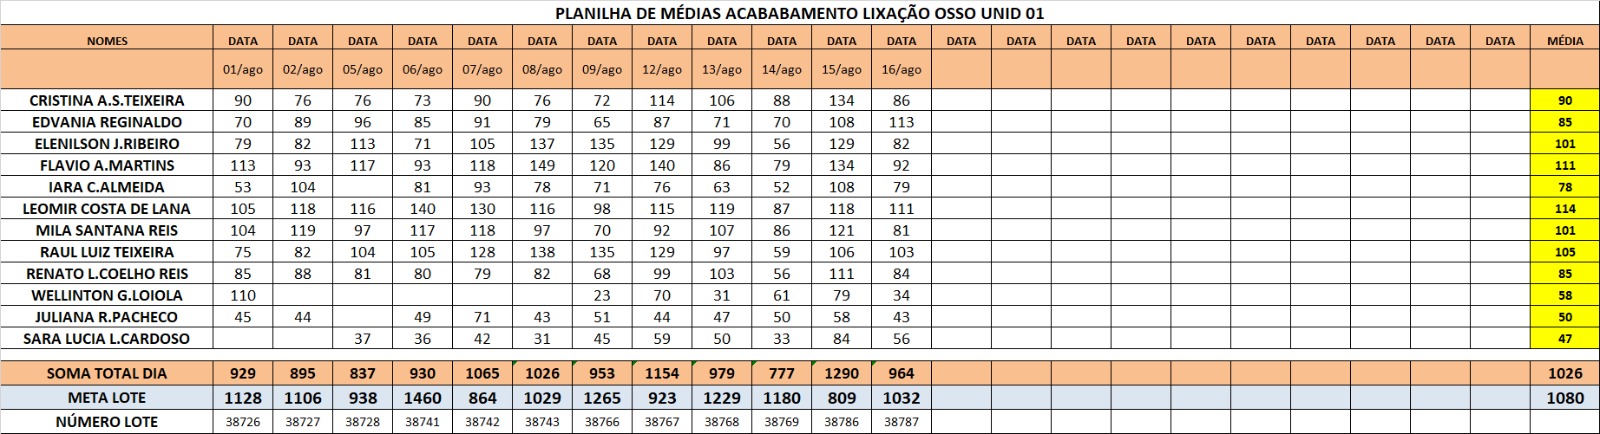 PLANILHA DE MÉDIAS ACABABAMENTO LIXAÇÃO OSSO UNID 01
NOMES DATA DATA DATA DATA DATA DATA DATA DATA DATA DATA DATA DATA DATA DATA DATA DATA DATA DATA DATA DATA DATA DATA MÉDIA
01/ago 02/ago 05/ago 06/ago 07/ago 08/ago 09/ago 12/ago 13/ago 14/ago 15/ago 16/ago
CRISTINA A.S.TEIXEIRA 90 76 76 73 90 76 72 114 106 88 134 86 90
EDVANIA REGINALDO 70 89 96 85 91 79 65 87 71 70 108 113 85
ELENILSON J.RIBEIRO 79 82 113 71 105 137 135 129 99 56 129 82 101
FLAVIO A.MARTINS 113 93 117 93 118 149 120 140 86 79 134 92 111
IARA C.ALMEIDA 53 104 81 93 78 71 76 63 52 108 79 78
LEOMIR COSTA DE LANA 105 118 116 140 130 116 98 115 119 87 118 111 114
MILA SANTANA REIS 104 119 97 117 118 97 70 92 107 86 121 81 101
RAUL LUIZ TEIXEIRA 75 82 104 105 128 138 135 129 97 59 106 103 105
RENATO L.COELHO REIS 85 88 81 80 79 82 68 99 103 56 111 84 85
WELLINTON G.LOIOLA 110 23 70 31 61 79 34 58
JULIANA R.PACHECO 45 44 49 71 43 51 44 47 50 58 43 50
SARA LUCIA L.CARDOSO 37 36 42 31 45 59 50 33 84 56 47
SOMA TOTAL DIA 929 895 837 930 1065 1026 953 1154 979 777 1290 964 1026
META LOTE 1128 1106 938 1460 864 1029 1265 923 1229 1180 809 1032 1080
NÚMERO LOTE 38726 38727 38728 38741 38742 38743 38766 38767 38768 38769 38786 38787